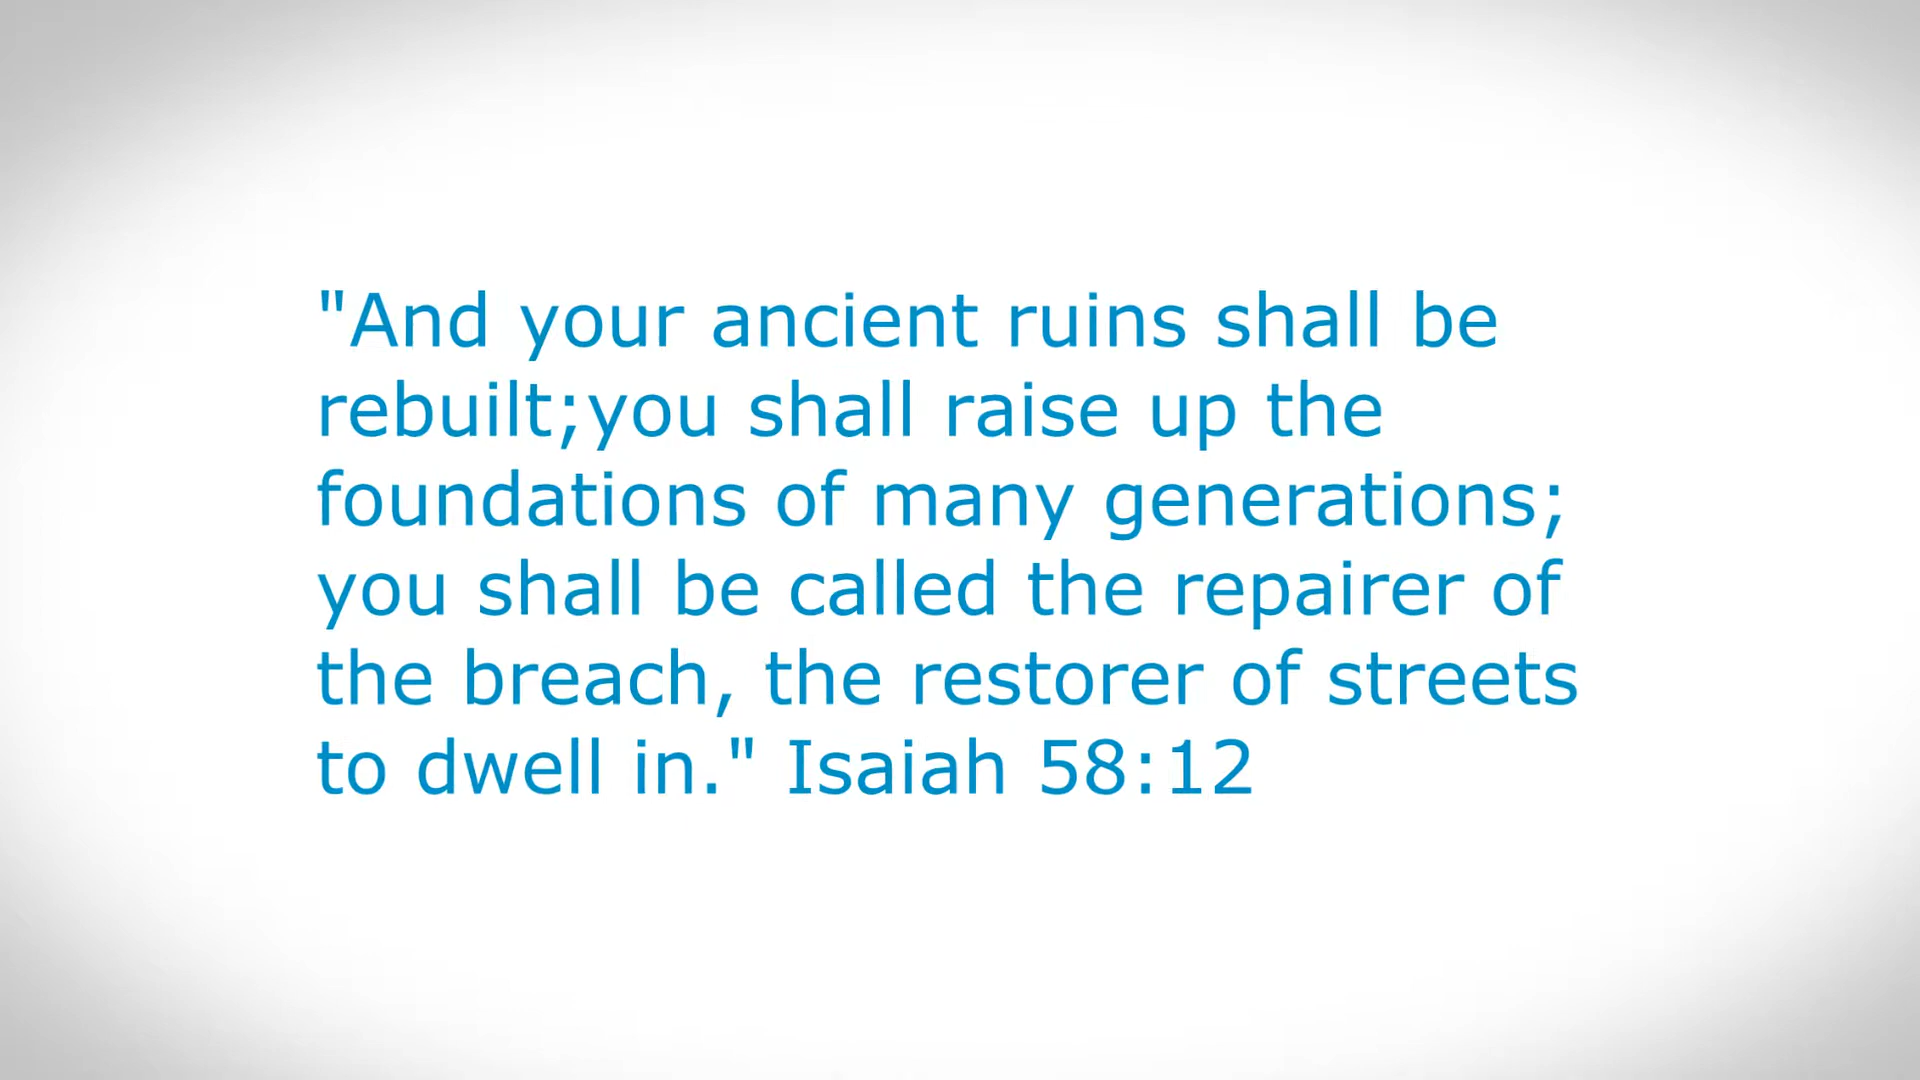 "And your ancient ruins shall be
rebuilt;you shall raise up the
foundations of many generations;
you shall be called the repairer of
the breach, the restorer of streets
to dwell in." Isaiah 58:12